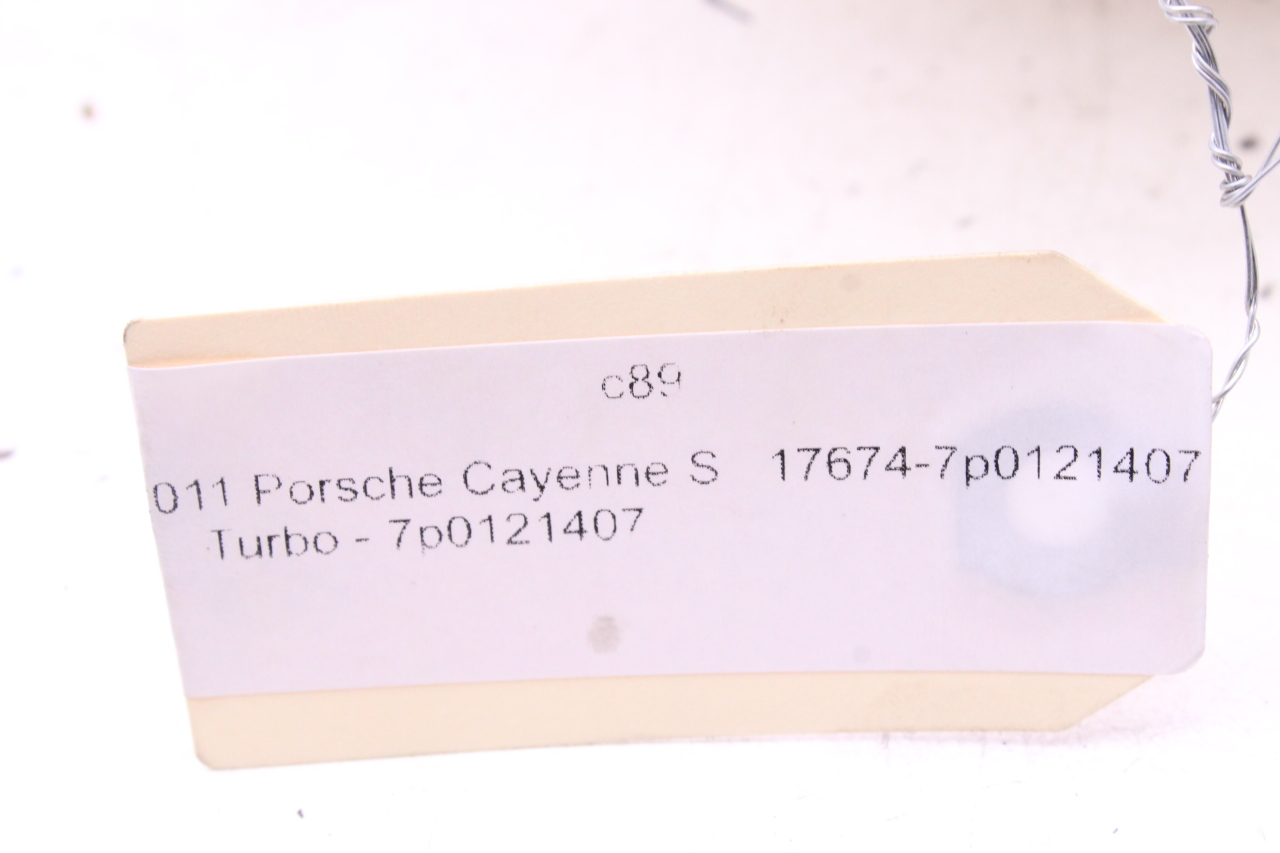 c89
011 Porsche Cayenne S 17674-7p0121407
Turbo - 7p0121407